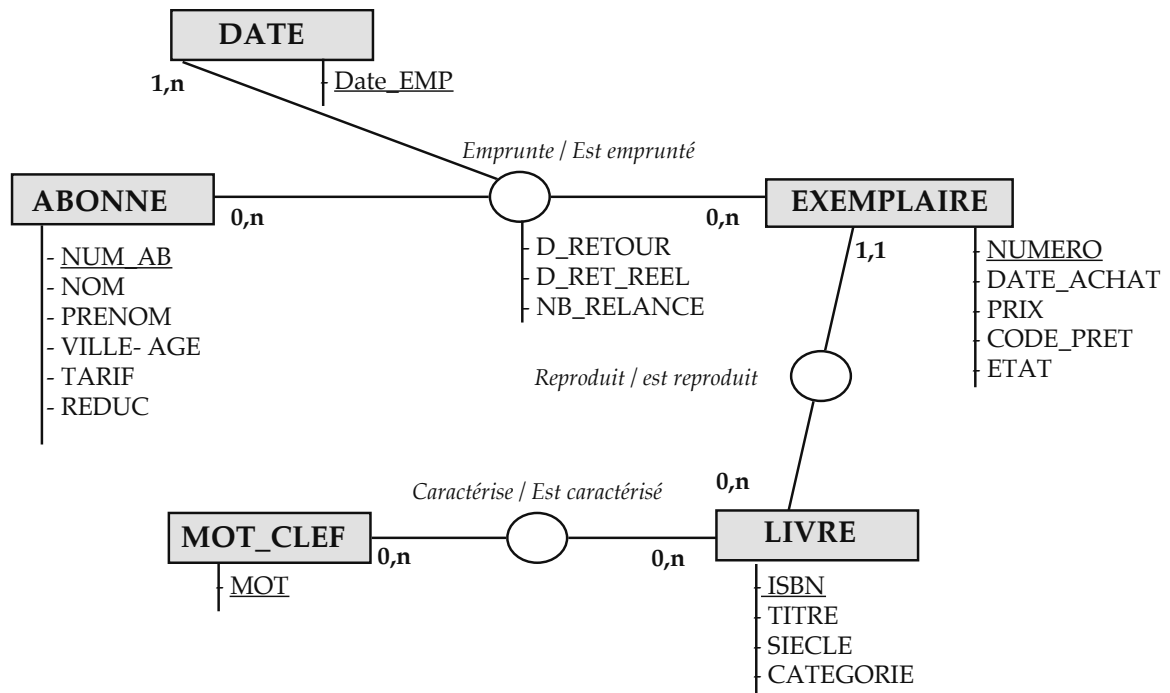 DATE
- Date_EMP
1,n
Emprunte / Est emprunté
ABONNE
0,n
0,n
EXEMPLAIRE
- NUM_AB
- NOM
- PRENOM
- VILLE- AGE
- TARIF
- REDUC
- D_RETOUR
- D_RET_REEL
- NB_RELANCE
1,1
- NUMERO
- DATE_ACHAT
- PRIX
- CODE_PRET
- ETAT
Reproduit / est reproduit
0,n
Caractérise / Est caractérisé
MOT_CLEF
0,n
0,n
LIVRE
- MOT
- ISBN
- TITRE
- SIECLE
- CATEGORIE